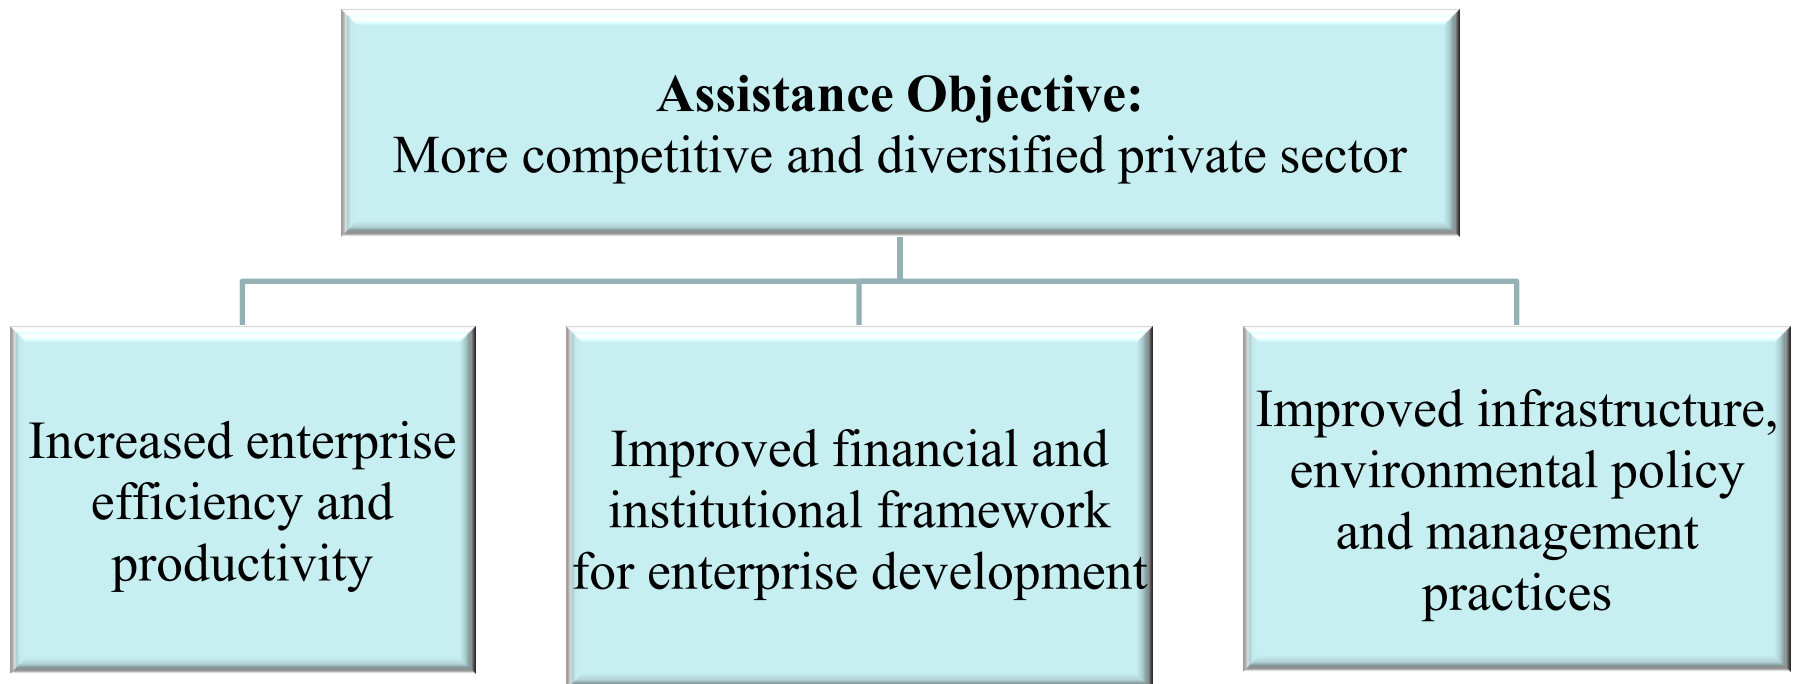 Assistance Objective:
More competitive and diversified private sector
Increased enterprise
efficiency and
productivity
Improved financial and
institutional framework
for enterprise development
Improved infrastructure,
environmental policy
and management
practices